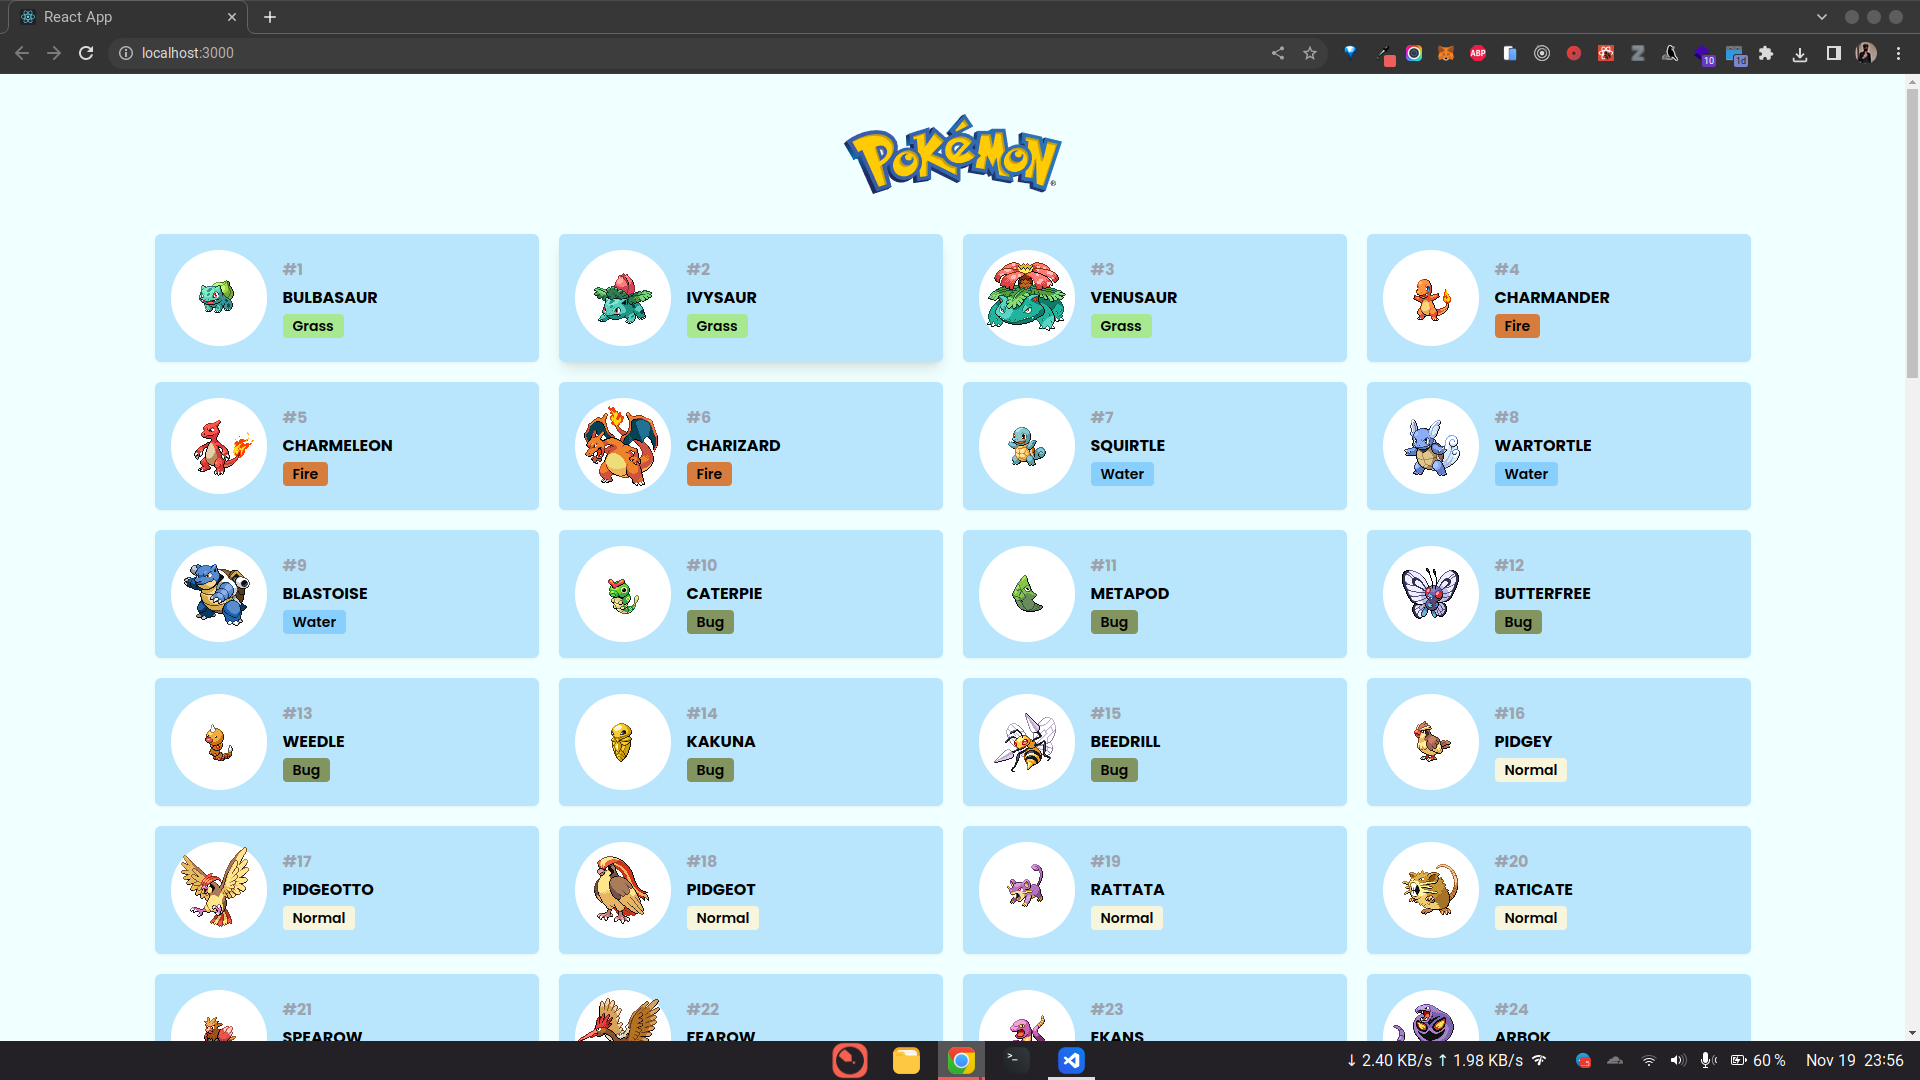 React App
localhost:3000
ABP
10
1d
POKéMON
#1
BULBASAUR
Grass
#2
IVYSAUR
Grass
#3
VENUSAUR
Grass
#4
CHARMANDER
Fire
#5
CHARMELEON
Fire
#6
CHARIZARD
Fire
#7
SQUIRTLE
Water
#8
WARTORTLE
Water
#9
BLASTOISE
Water
#10
CATERPIE
Bug
#11
METAPOD
Bug
#12
BUTTERFREE
Bug
#13
WEEDLE
Bug
#14
KAKUNA
Bug
#15
BEEDRILL
Bug
#16
PIDGEY
Normal
#17
PIDGEOTTO
Normal
#18
PIDGEOT
Normal
#19
RATTATA
Normal
#20
RATICATE
Normal
#21
SPEAROW
#22
FEAROW
#23
EKANS
#24
ARBOK
↓ 2.40 KB/s ↑ 1.98 KB/s
60 %
Nov 19 23:56